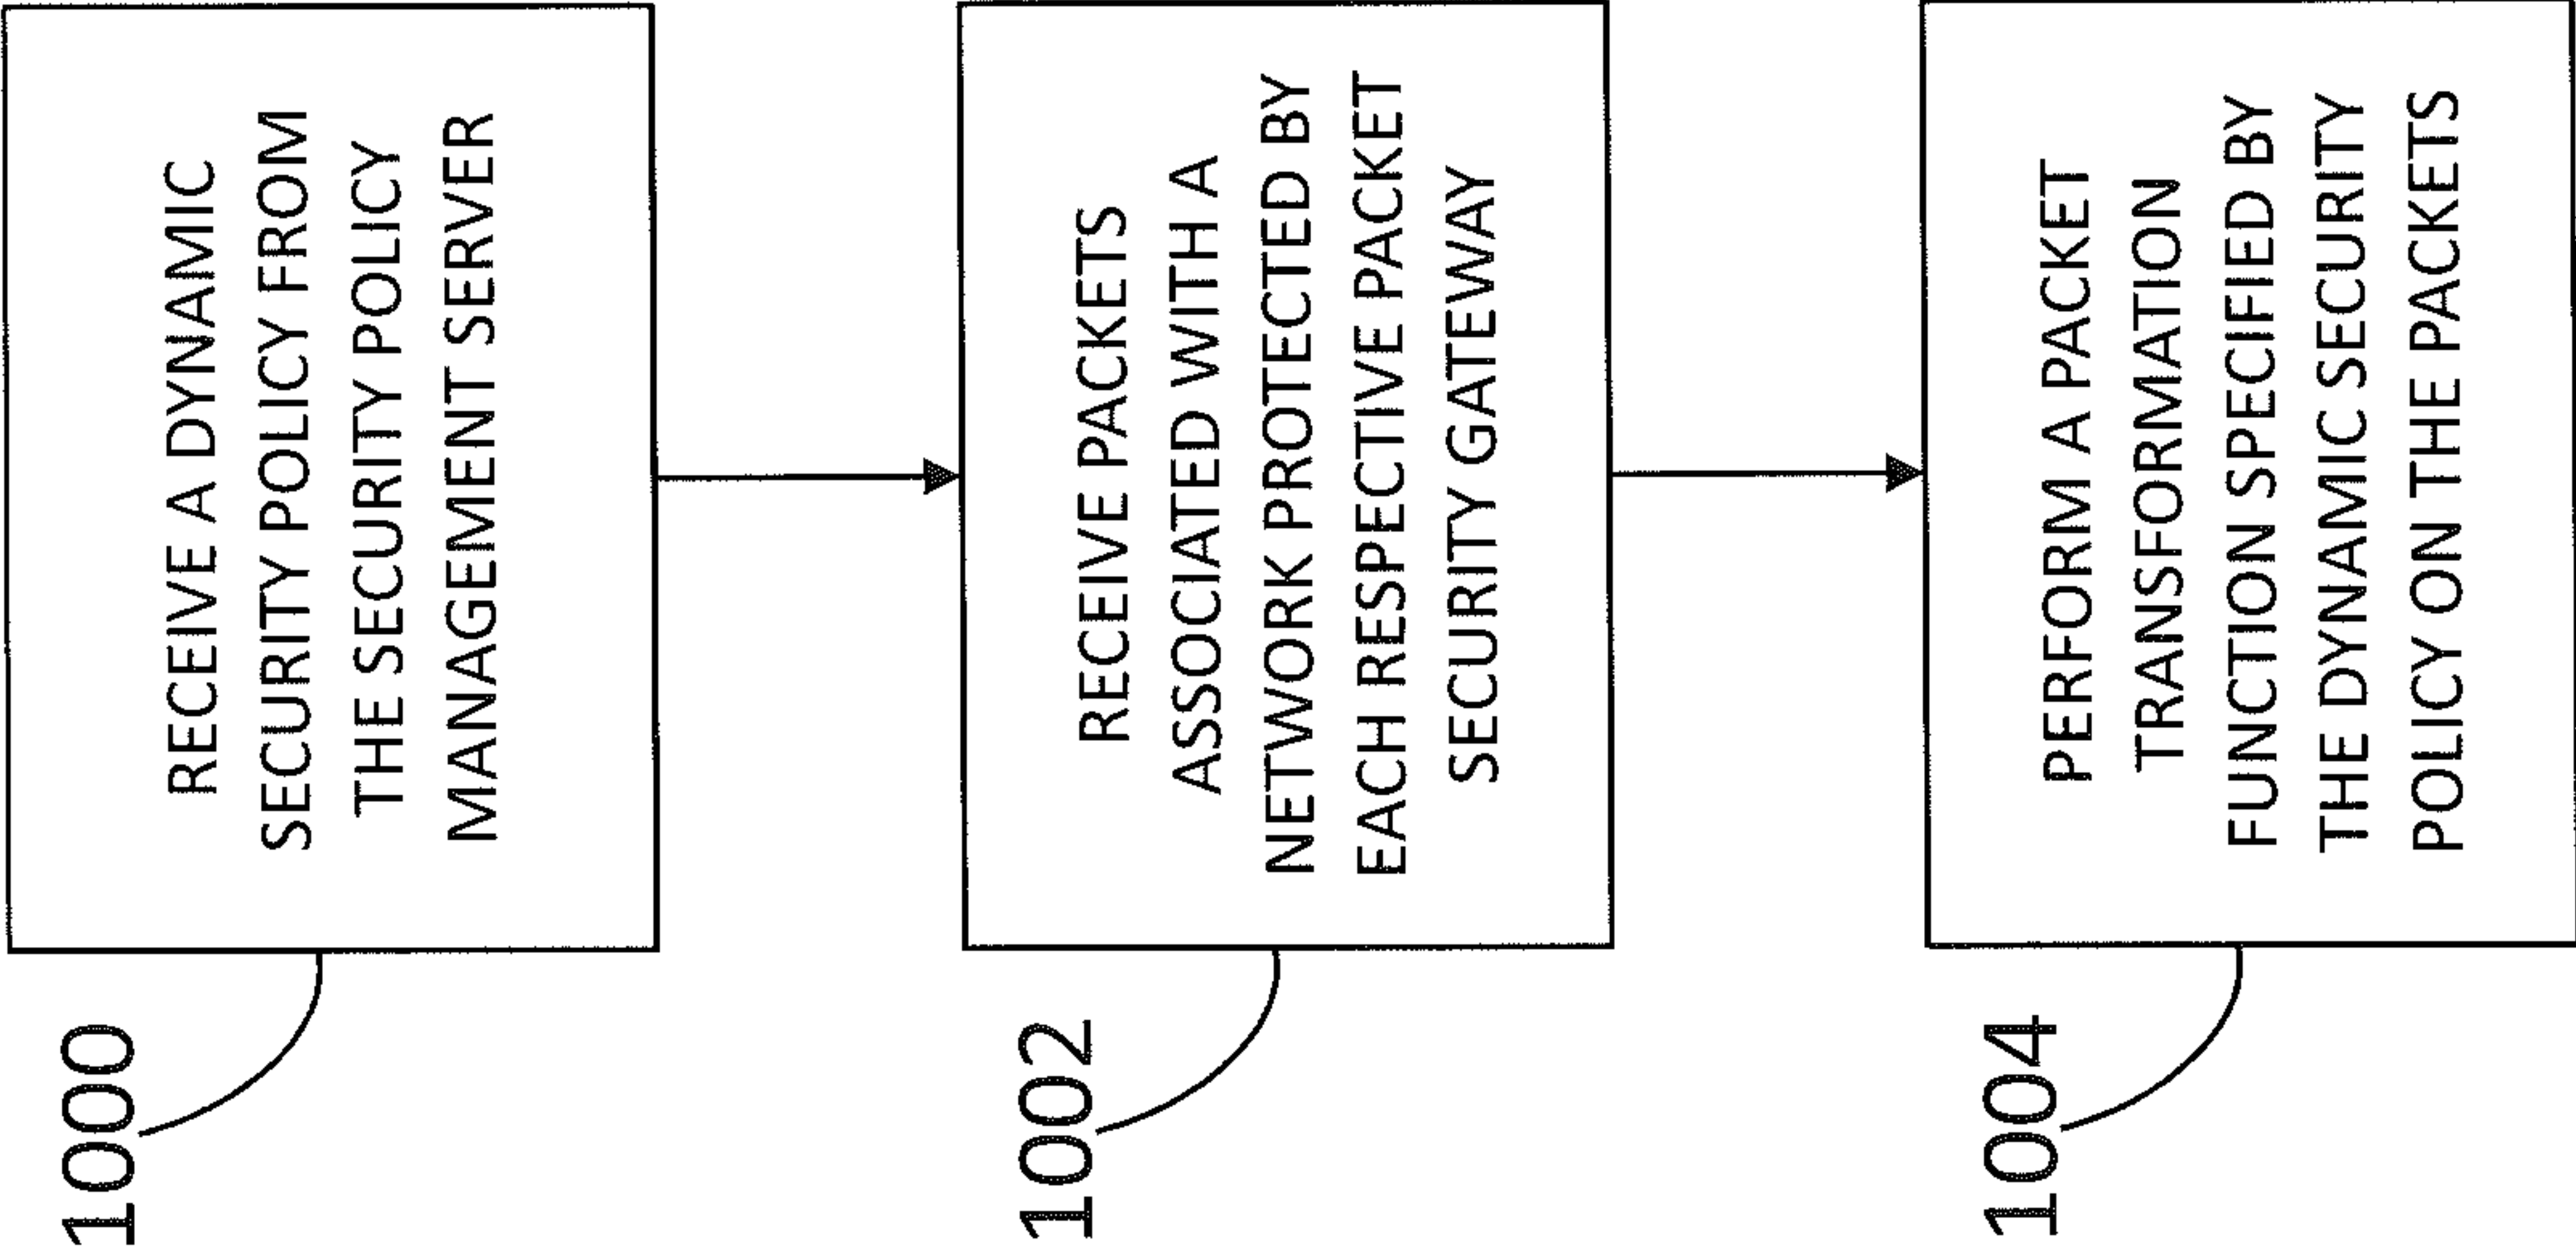 1000
RECEIVE A DYNAMIC
SECURITY POLICY FROM
THE SECURITY POLICY
MANAGEMENT SERVER
1002
RECEIVE PACKETS
ASSOCIATED WITH A
NETWORK PROTECTED BY
EACH RESPECTIVE PACKET
SECURITY GATEWAY
1004
PERFORM A PACKET
TRANSFORMATION
FUNCTION SPECIFIED BY
THE DYNAMIC SECURITY
POLICY ON THE PACKETS